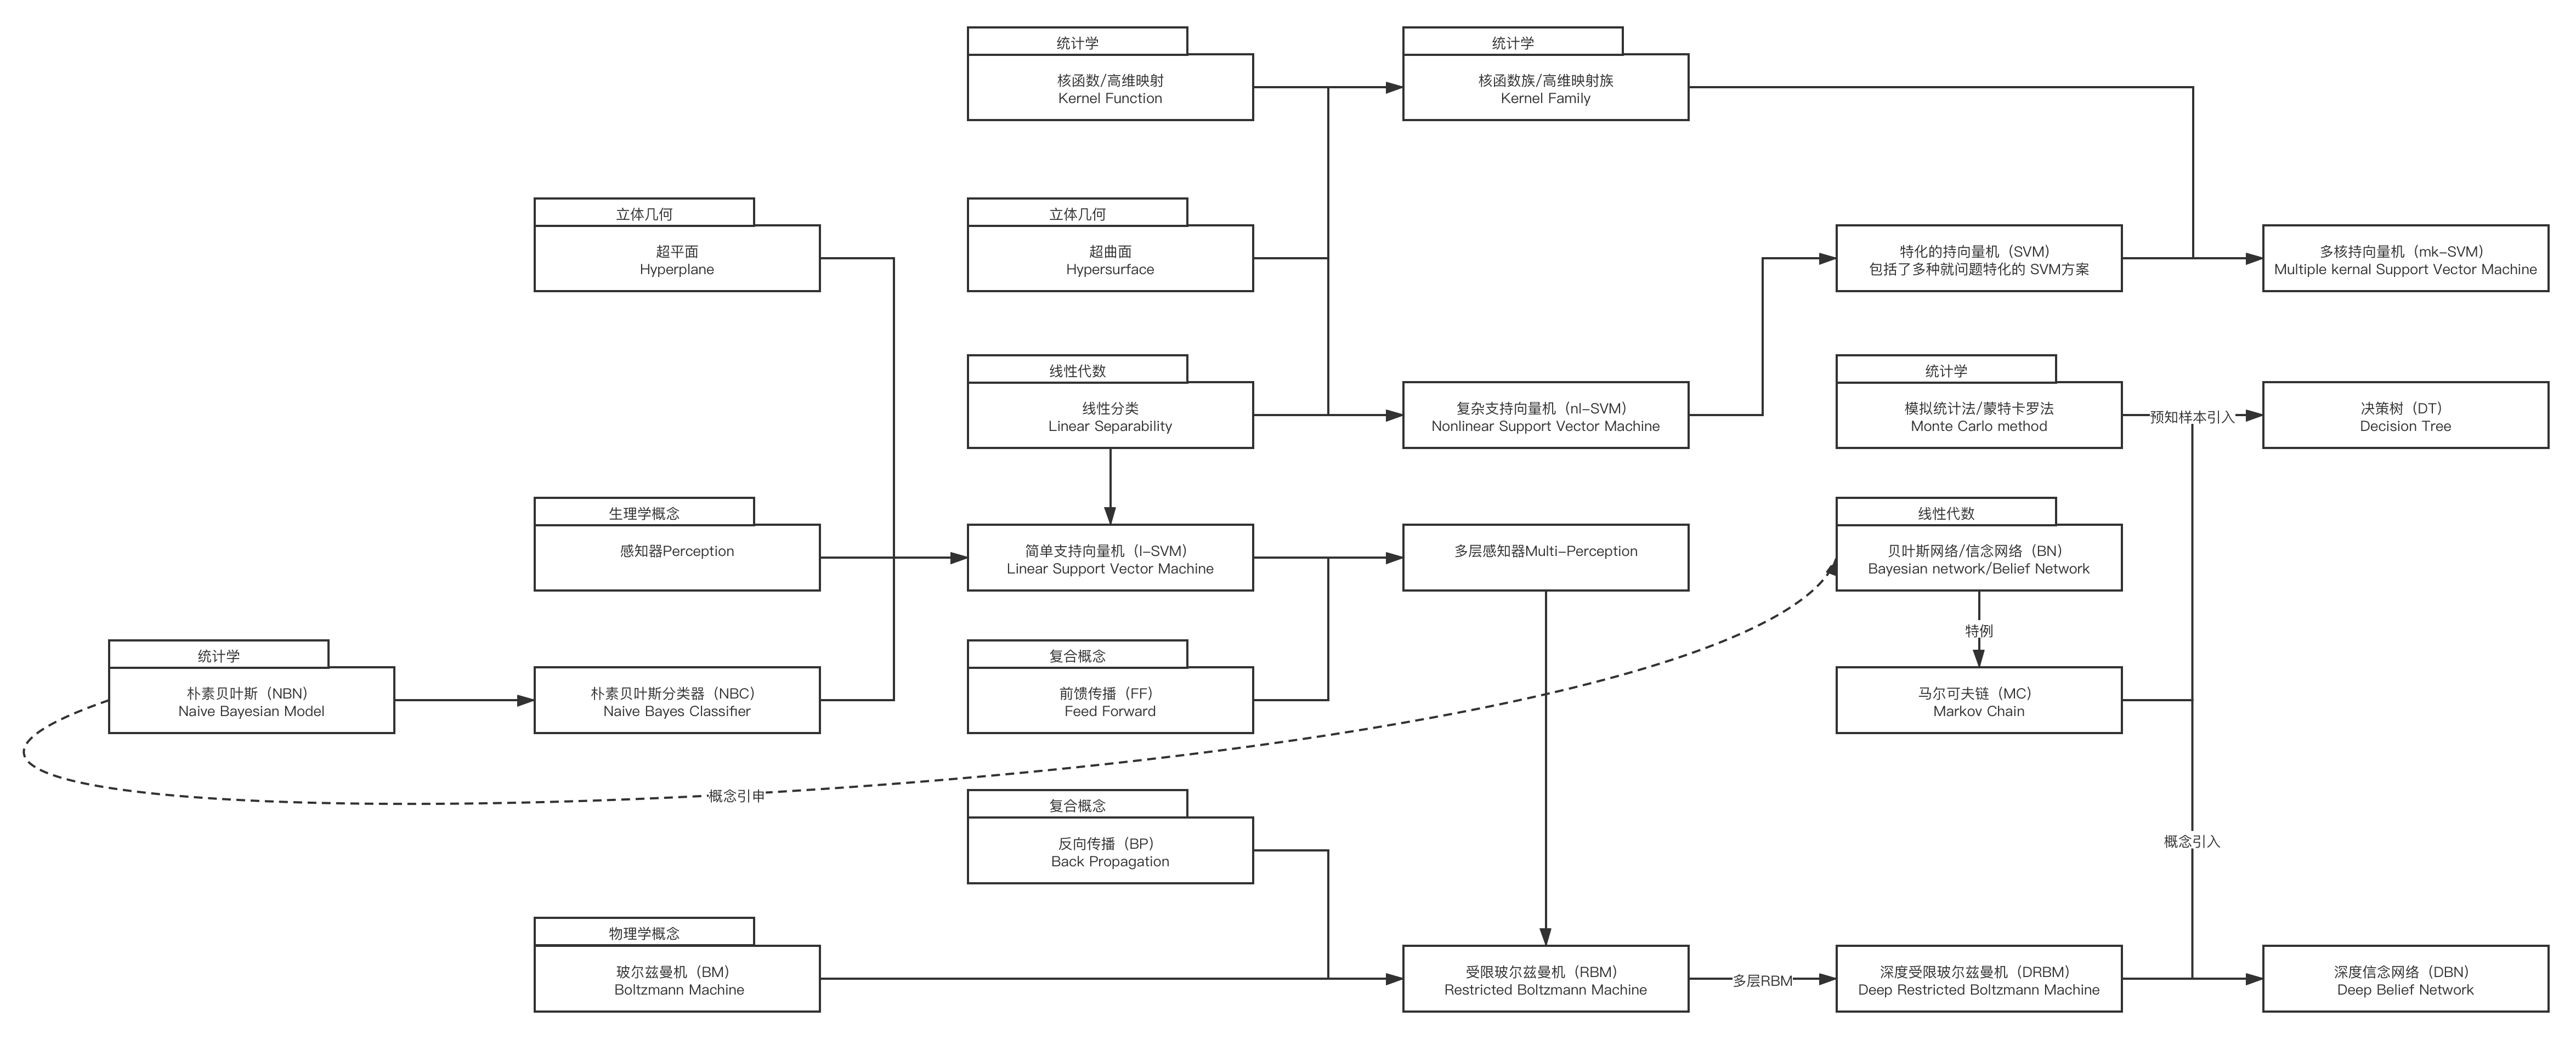 统计学
核函数/高维映射
Kernel Function
统计学
核函数族/高维映射族
Kernel Family
立体几何
超平面
Hyperplane
立体几何
超曲面
Hypersurface
特化的持向量机（SVM）
包括了多种就问题特化的 SVM方案
多核持向量机（mk-SVM）
Multiple kernal Support Vector Machine
线性代数
线性分类
Linear Separability
复杂支持向量机（nl-SVM）
Nonlinear Support Vector Machine
统计学
模拟统计法/蒙特卡罗法
Monte Carlo method
预知样本引入
决策树（DT）
Decision Tree
生理学概念
感知器Perception
简单支持向量机（l-SVM）
Linear Support Vector Machine
多层感知器Multi-Perception
线性代数
贝叶斯网络/信念网络（BN）
Bayesian network/Belief Network
特例
统计学
朴素贝叶斯（NBN）
Naive Bayesian Model
朴素贝叶斯分类器（NBC）
Naive Bayes Classifier
复合概念
前馈传播（FF）
Feed Forward
马尔可夫链（MC）
Markov Chain
概念引申
复合概念
反向传播（BP）
Back Propagation
概念引入
物理学概念
玻尔兹曼机（BM）
Boltzmann Machine
受限玻尔兹曼机（RBM）
Restricted Boltzmann Machine
多层RBM
深度受限玻尔兹曼机（DRBM）
Deep Restricted Boltzmann Machine
深度信念网络（DBN）
Deep Belief Network